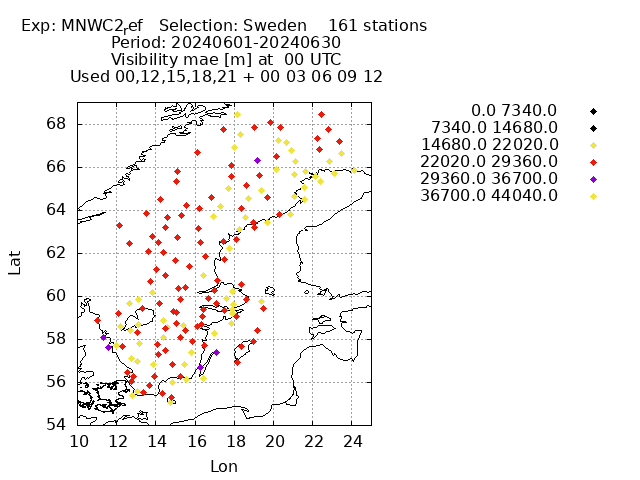 Exp: MNWC2ref   Selection: Sweden    161 stations
Period: 20240601-20240630
Visibility mae [m] at  00 UTC
Used 00,12,15,18,21 + 00 03 06 09 12
0.0 7340.0
7340.0 14680.0
14680.0 22020.0
22020.0 29360.0
29360.0 36700.0
36700.0 44040.0
68
66
64
62
60
58
56
54
Lat
10 12 14 16 18 20 22 24
Lon